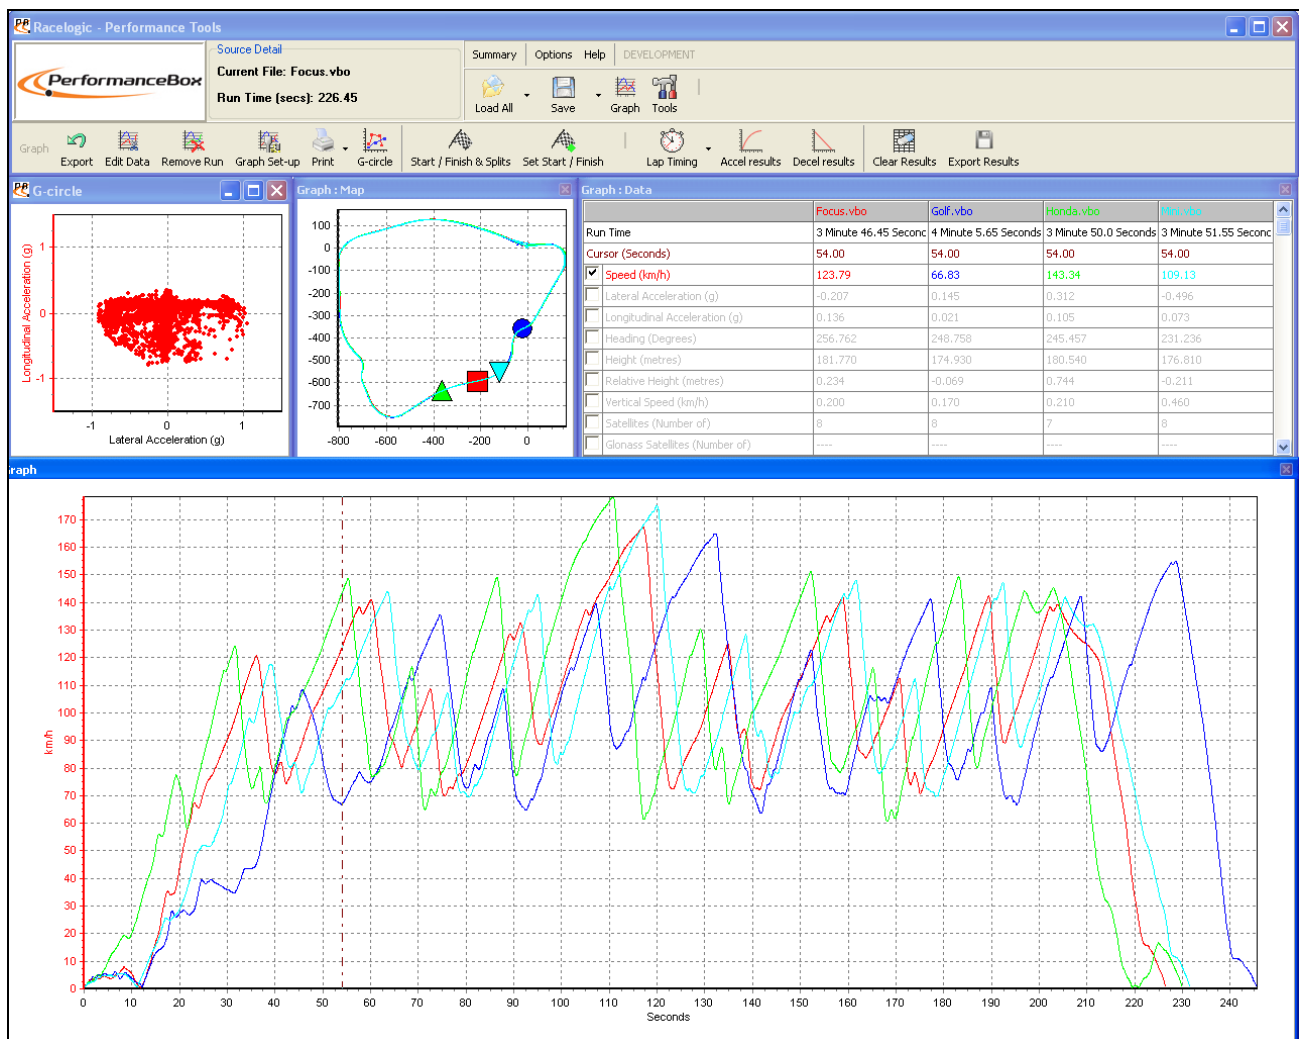 Racelogic - Performance Tools
PerformanceBox
Source Detail
Current File: Focus.vbo
Run Time (secs): 226.45
Summary Options Help DEVELOPMENT
Load All Save Graph Tools
Graph Export Edit Data Remove Run Graph Set-up Print G-circle Start / Finish & Splits Set Start / Finish Lap Timing Accel results Decel results Clear Results Export Results
G-circle
Longitudinal Acceleration (g)
1
0
-1
-1 0 1
Lateral Acceleration (g)
Graph : Map
100
0
-100
-200
-300
-400
-500
-600
-700
-800 -600 -400 -200 0
Graph : Data
Focus.vbo Golf.vbo Honda.vbo Mini.vbo
Run Time 3 Minute 46.45 Seconc 4 Minute 5.65 Seconds 3 Minute 50.0 Seconds 3 Minute 51.55 Seconc
Cursor (Seconds) 54.00 54.00 54.00 54.00
Speed (km/h) 123.79 66.83 143.34 109.13
Lateral Acceleration (g) -0.207 0.145 0.312 -0.496
Longitudinal Acceleration (g) 0.136 0.021 0.105 0.073
Heading (Degrees) 256.762 248.758 245.457 231.236
Height (metres) 181.770 174.930 180.540 176.810
Relative Height (metres) 0.234 -0.069 0.744 -0.211
Vertical Speed (km/h) 0.200 0.170 0.210 0.460
Satellites (Number of) 8 8 7 8
Glonass Satellites (Number of) ---- ---- ---- ----
raph
km/h
170
160
150
140
130
120
110
100
90
80
70
60
50
40
30
20
10
0
0 10 20 30 40 50 60 70 80 90 100 110 120 130 140 150 160 170 180 190 200 210 220 230 240
Seconds